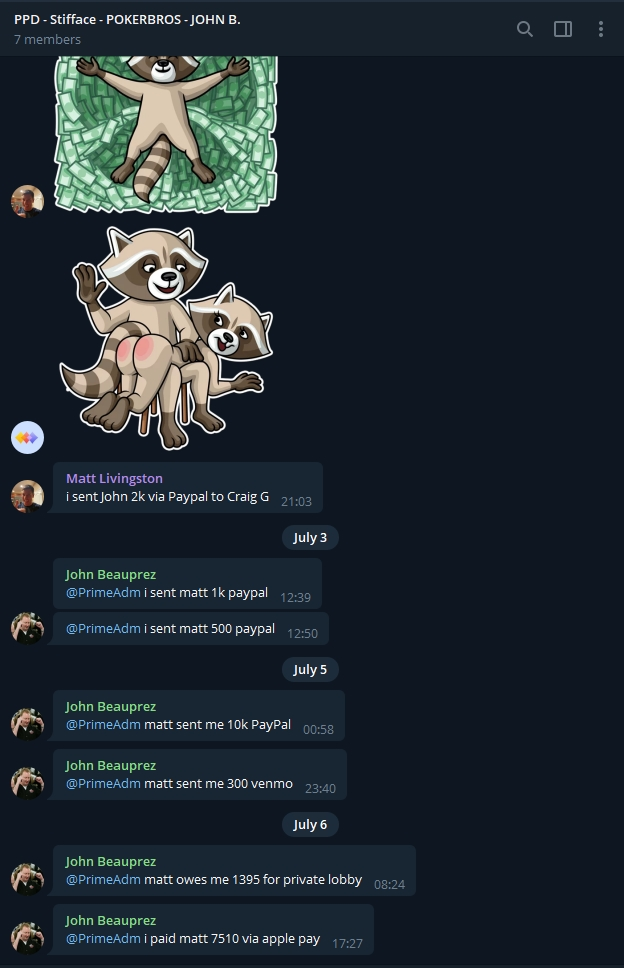 PPD - Stifface - POKERBROS - JOHN B.
7 members
Matt Livingston
i sent John 2k via Paypal to Craig G 21:03
July 3
John Beauprez
@PrimeAdm i sent matt 1k paypal 12:39
@PrimeAdm i sent matt 500 paypal 12:50
July 5
John Beauprez
@PrimeAdm matt sent me 10k PayPal 00:58
John Beauprez
@PrimeAdm matt sent me 300 venmo 23:40
July 6
John Beauprez
@PrimeAdm matt owes me 1395 for private lobby 08:24
John Beauprez
@PrimeAdm i paid matt 7510 via apple pay 17:27